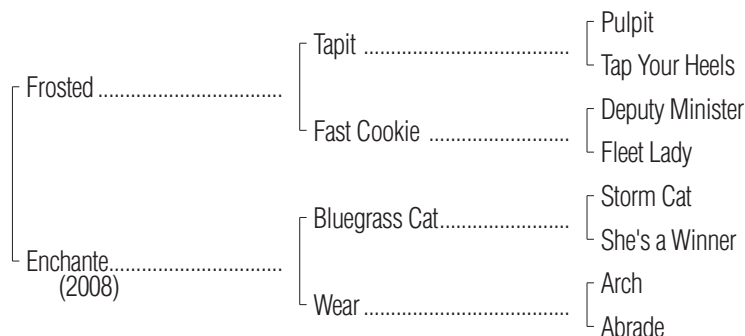 Pulpit
Tapit ................................................
Tap Your Heels
Frosted ...........................................
Deputy Minister
Fast Cookie .................................
Fleet Lady
Storm Cat
Bluegrass Cat..............................
She's a Winner
Enchante........................................
(2008)
Arch
Wear ................................................
Abrade